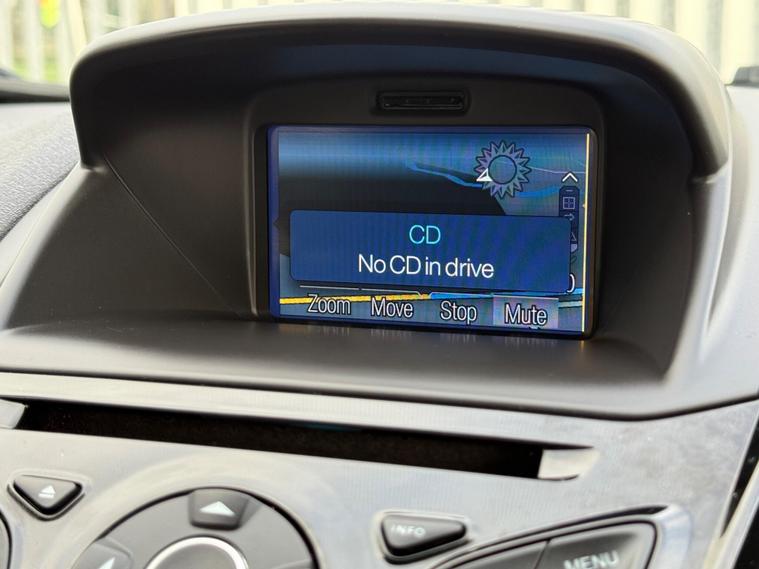 CD
No CD in drive
Zoom Move Stop Mute
INFO
MENU